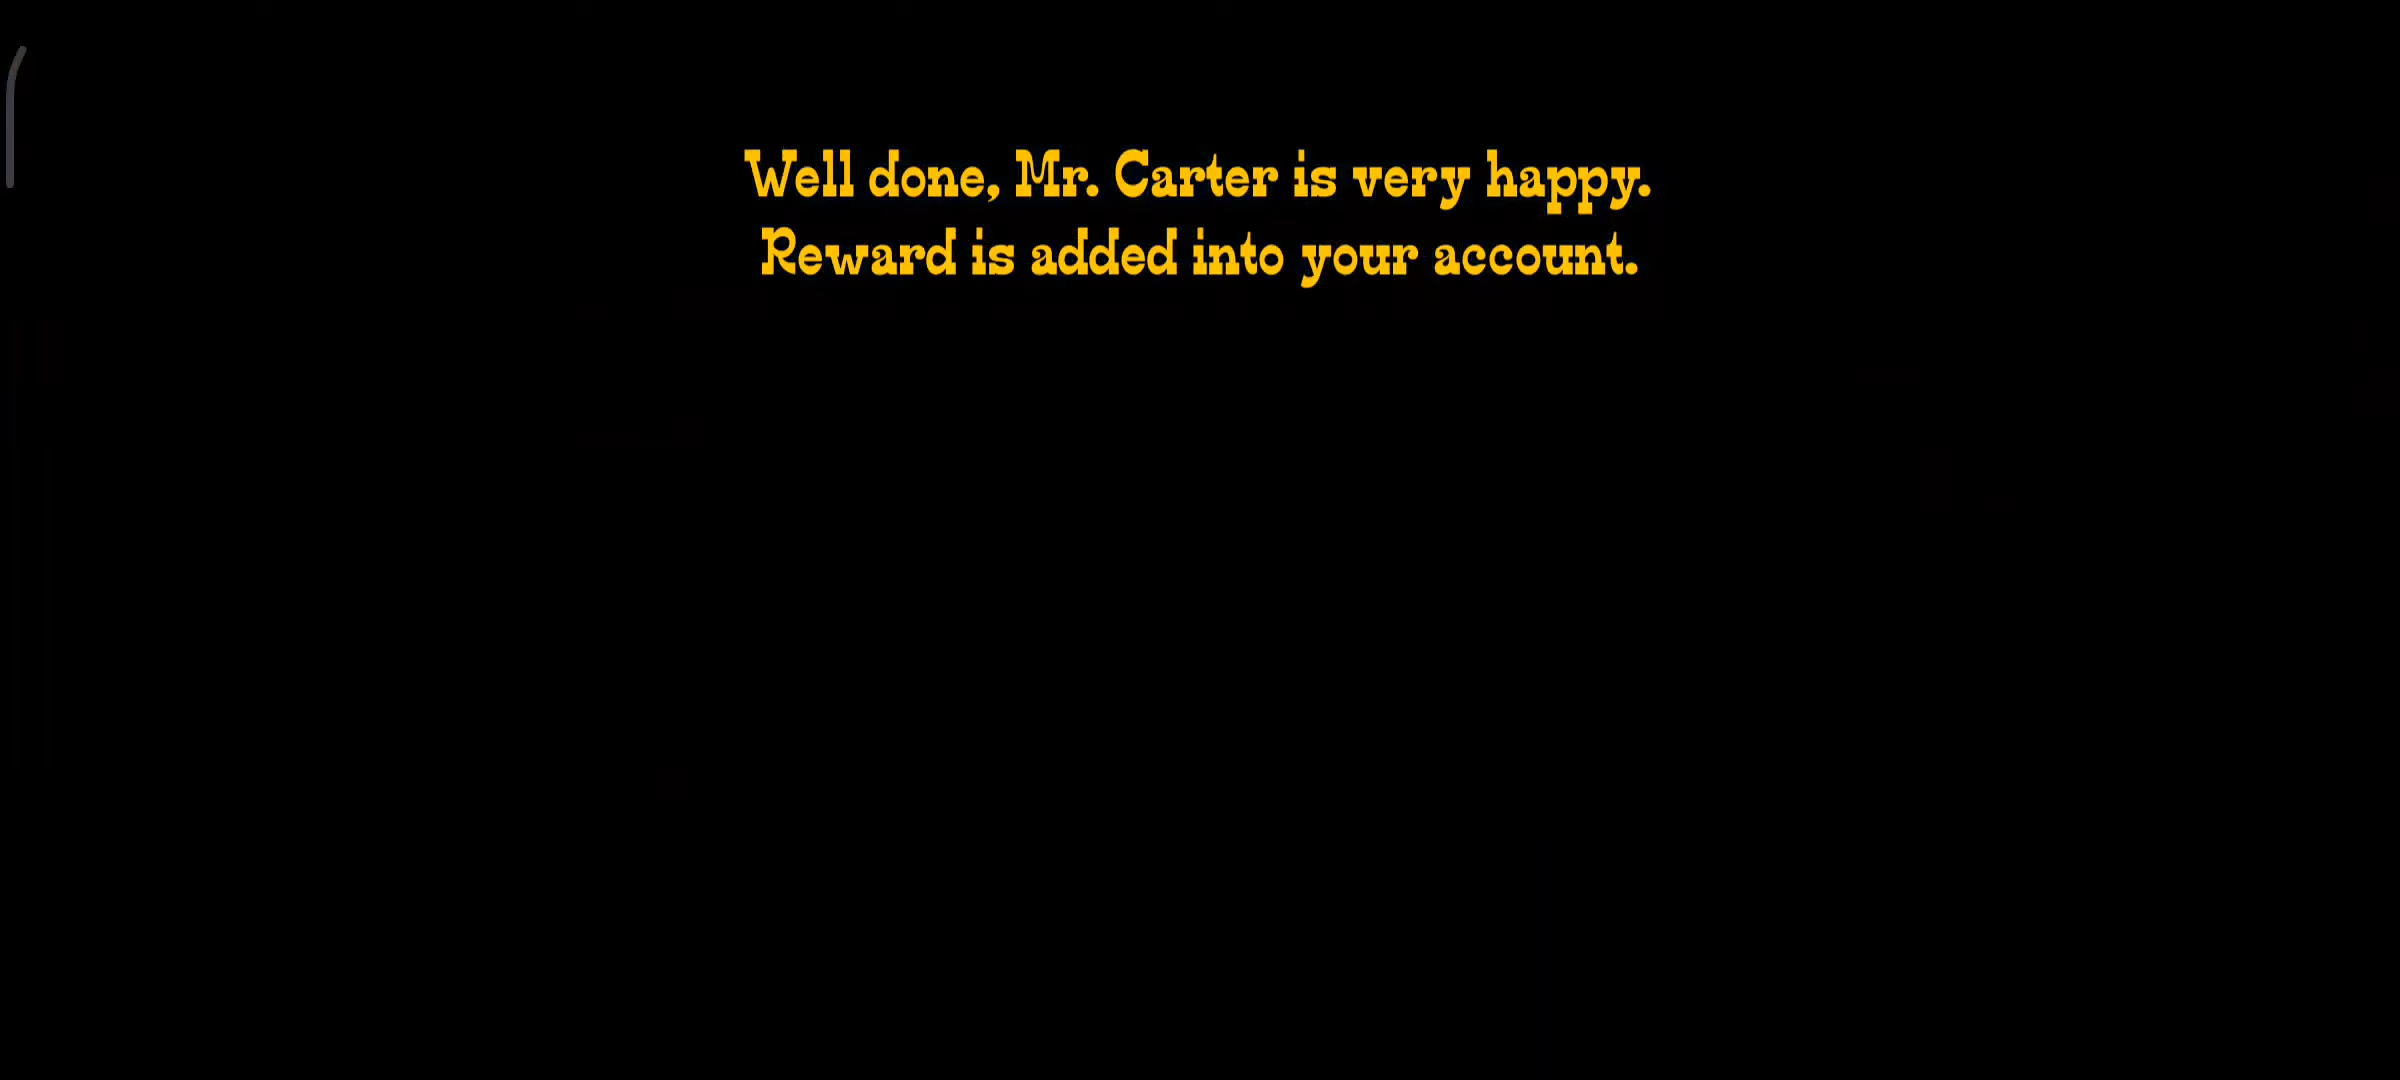 Well done, Mr. Carter is very happy.
Reward is added into your account.